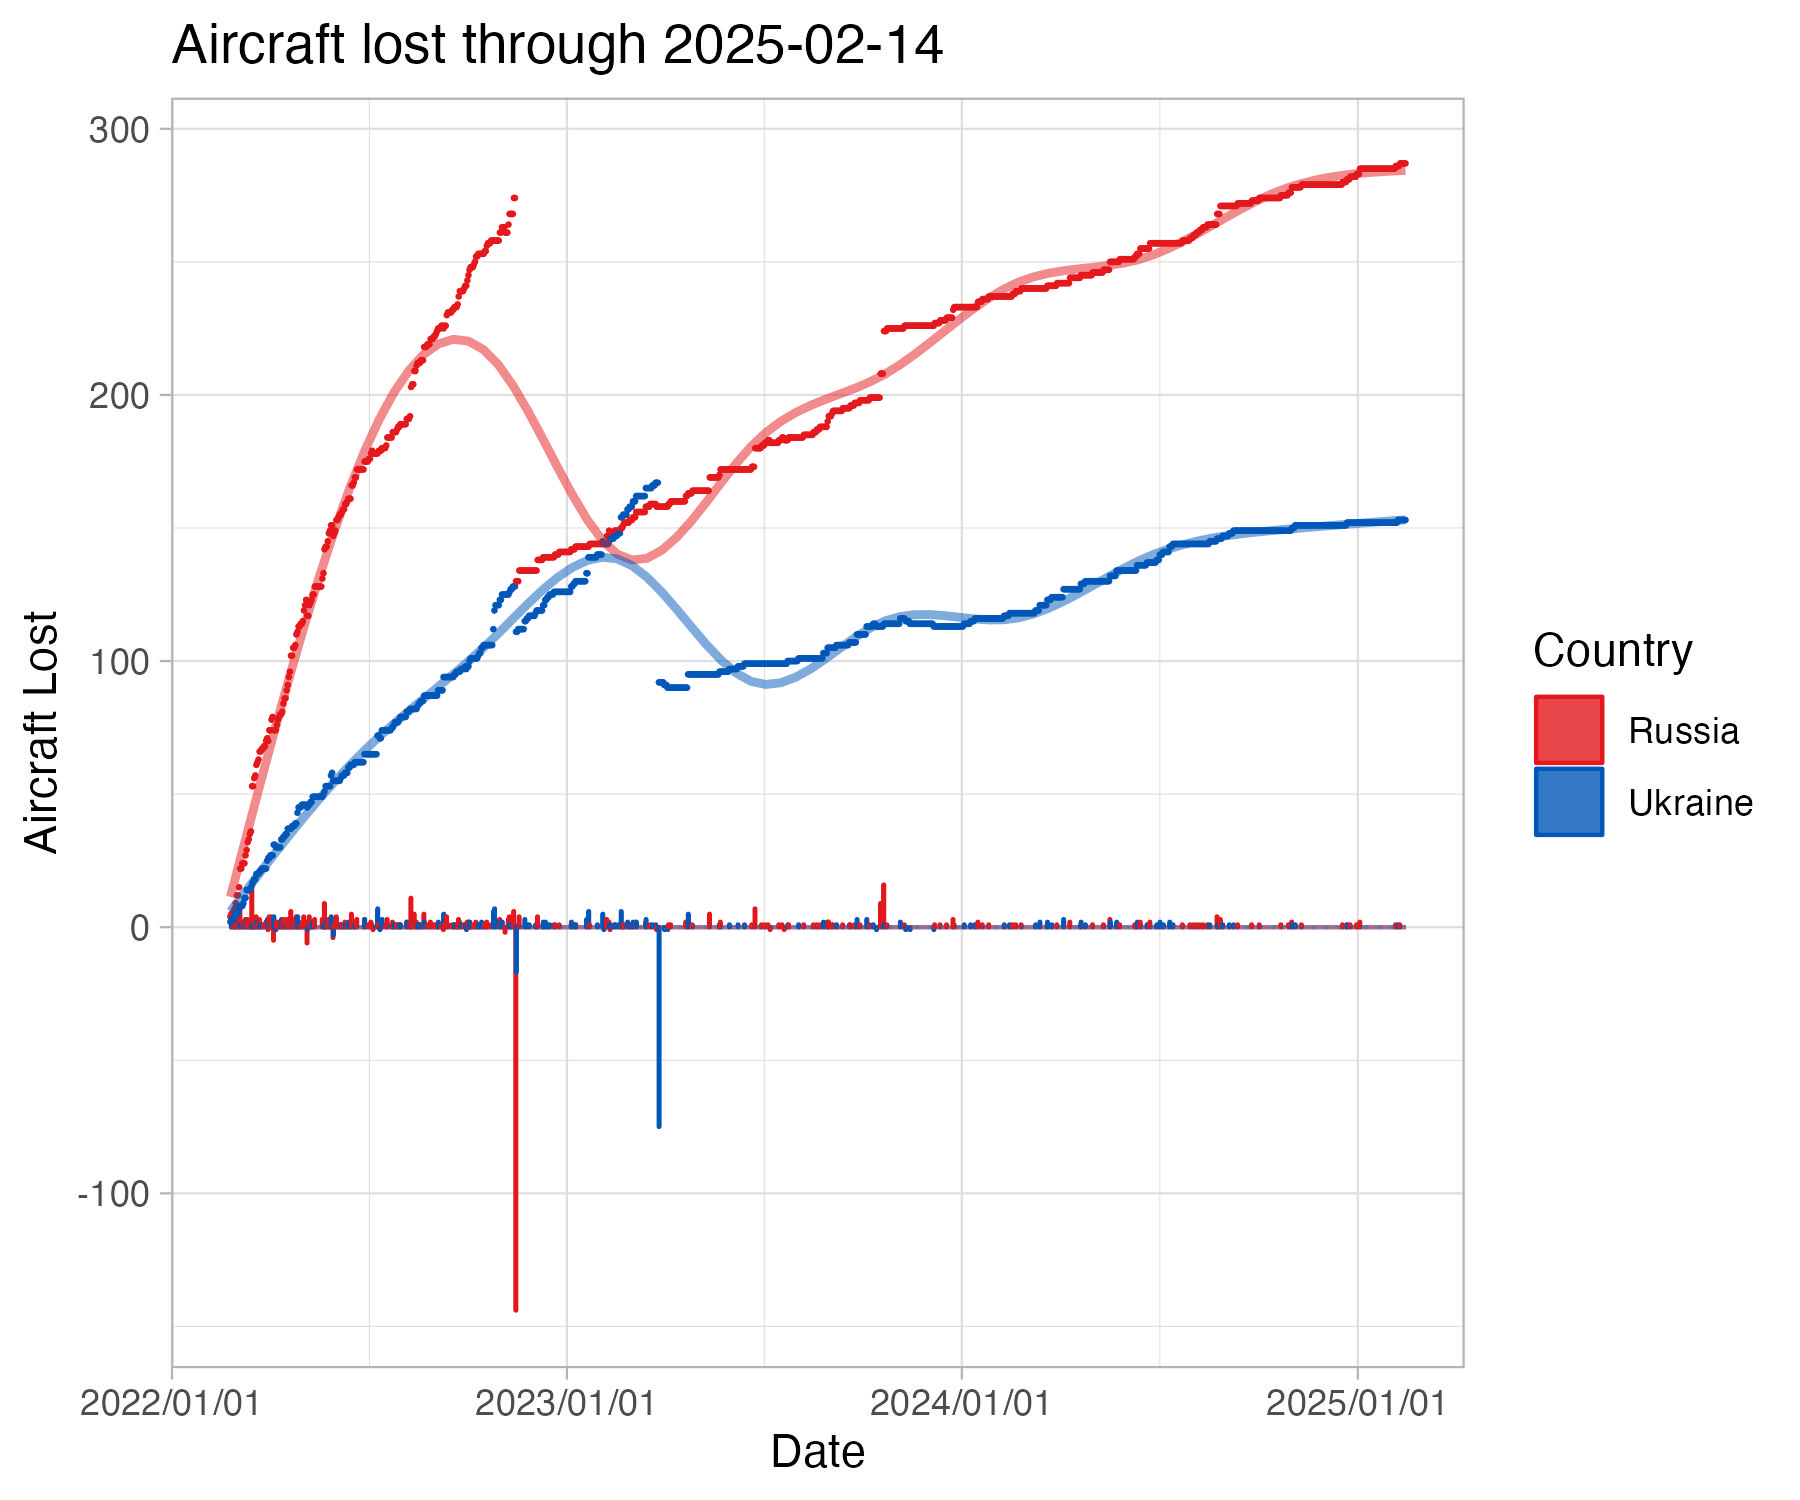 Aircraft lost through 2025-02-14
300
200
100
0
-100
Aircraft Lost
2022/01/01
2023/01/01
2024/01/01
2025/01/01
Date
Country
Russia
Ukraine